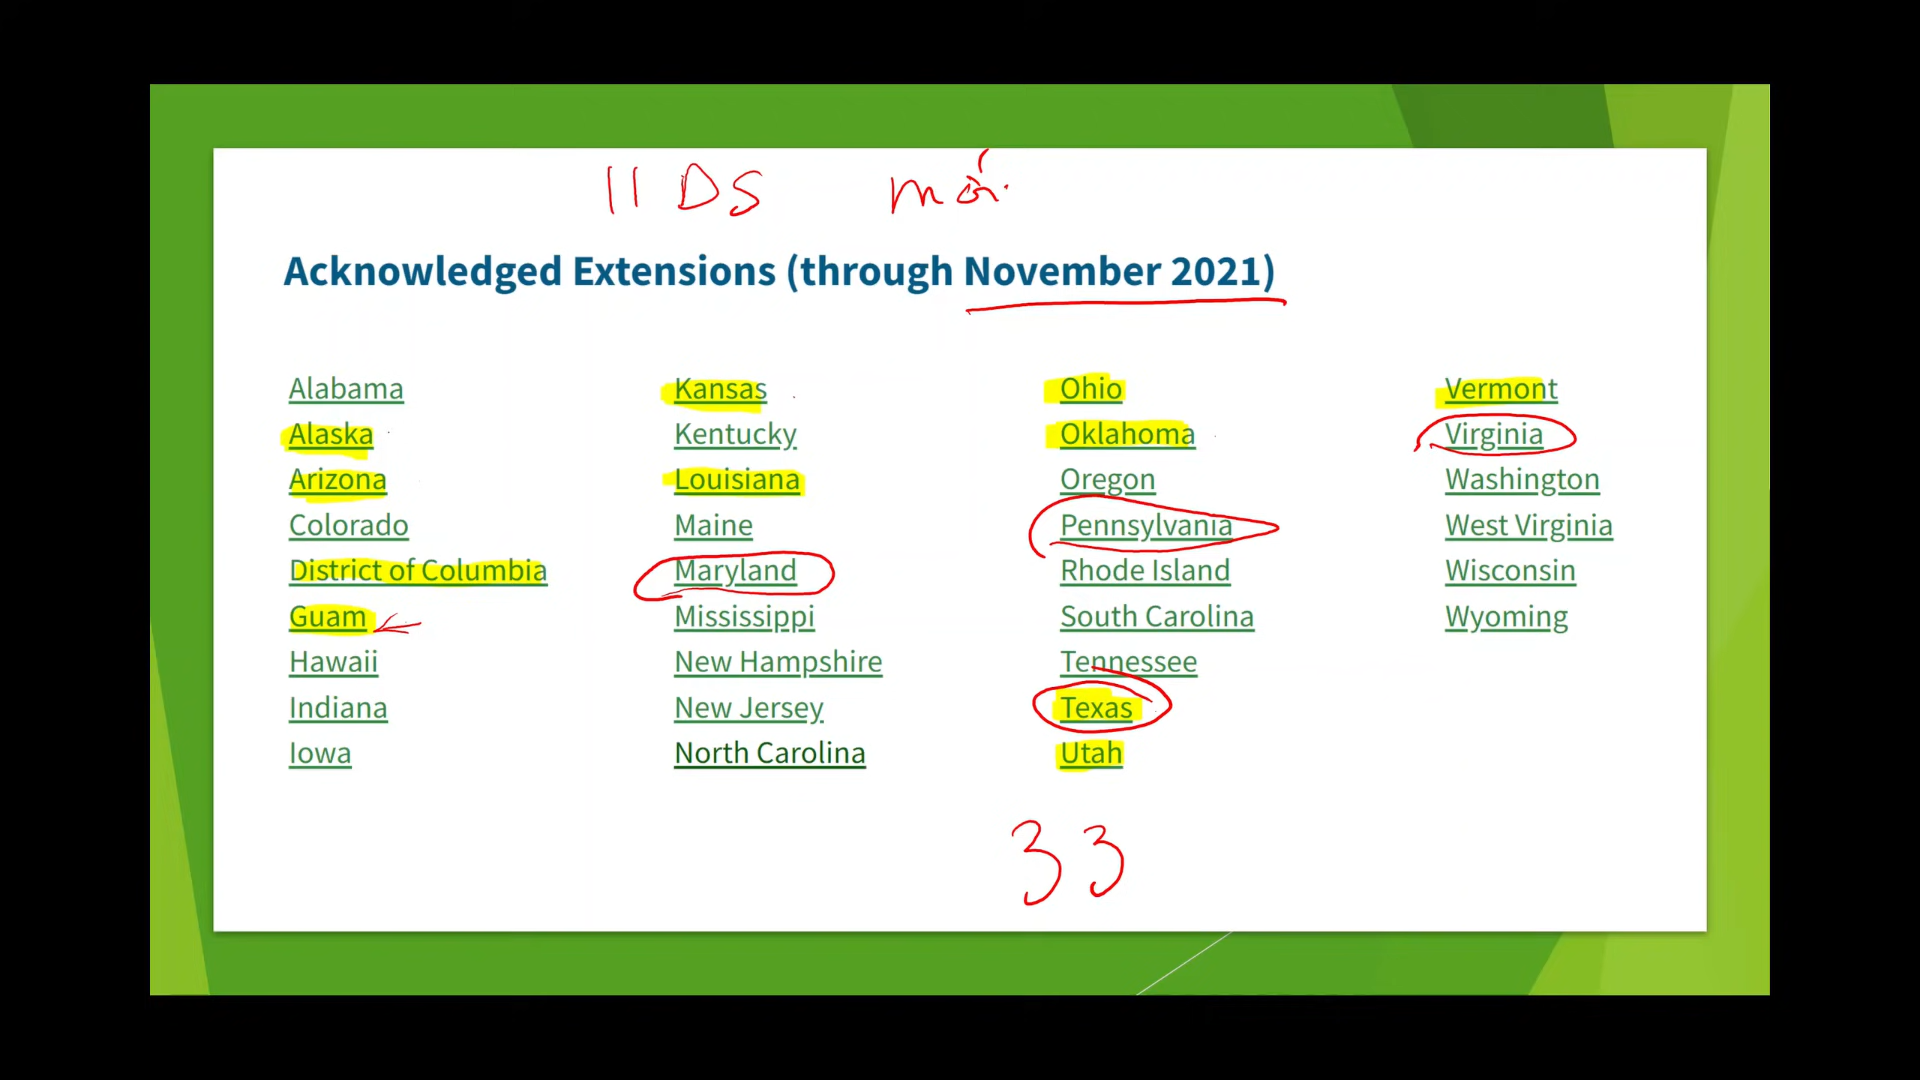 11 DS mới
Acknowledged Extensions (through November 2021)
Alabama
Alaska
Arizona
Colorado
District of Columbia
Guam
Hawaii
Indiana
Iowa
Kansas
Kentucky
Louisiana
Maine
Maryland
Mississippi
New Hampshire
New Jersey
North Carolina
Ohio
Oklahoma
Oregon
Pennsylvania
Rhode Island
South Carolina
Tennessee
Texas
Utah
Vermont
Virginia
Washington
West Virginia
Wisconsin
Wyoming
33